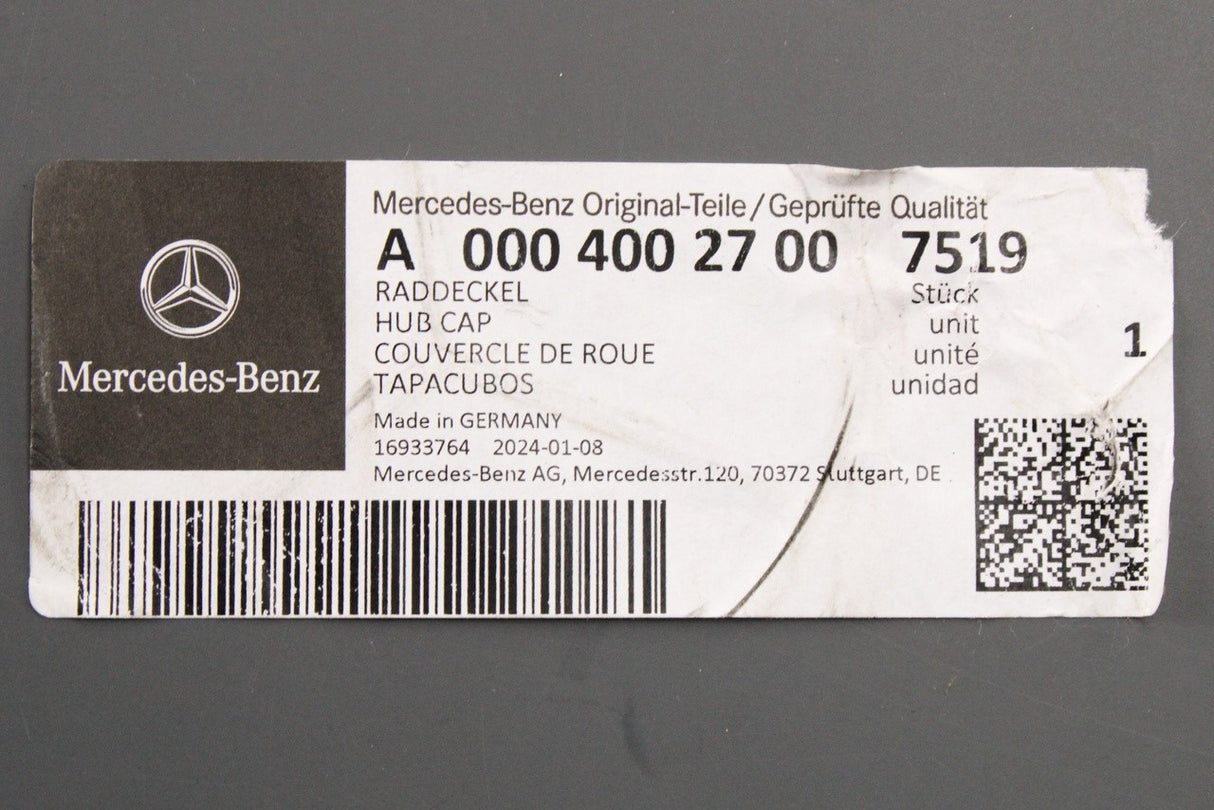 Mercedes-Benz
Mercedes-Benz Original-Teile/Geprüfte Qualität
A 000 400 27 00 7519
RADDECKEL Stück
HUB CAP unit
COUVERCLE DE ROUE unité
TAPACUBOS unidad
1
Made in GERMANY
16933764 2024-01-08
Mercedes-Benz AG, Mercedesstr.120, 70372 Stuttgart, DE